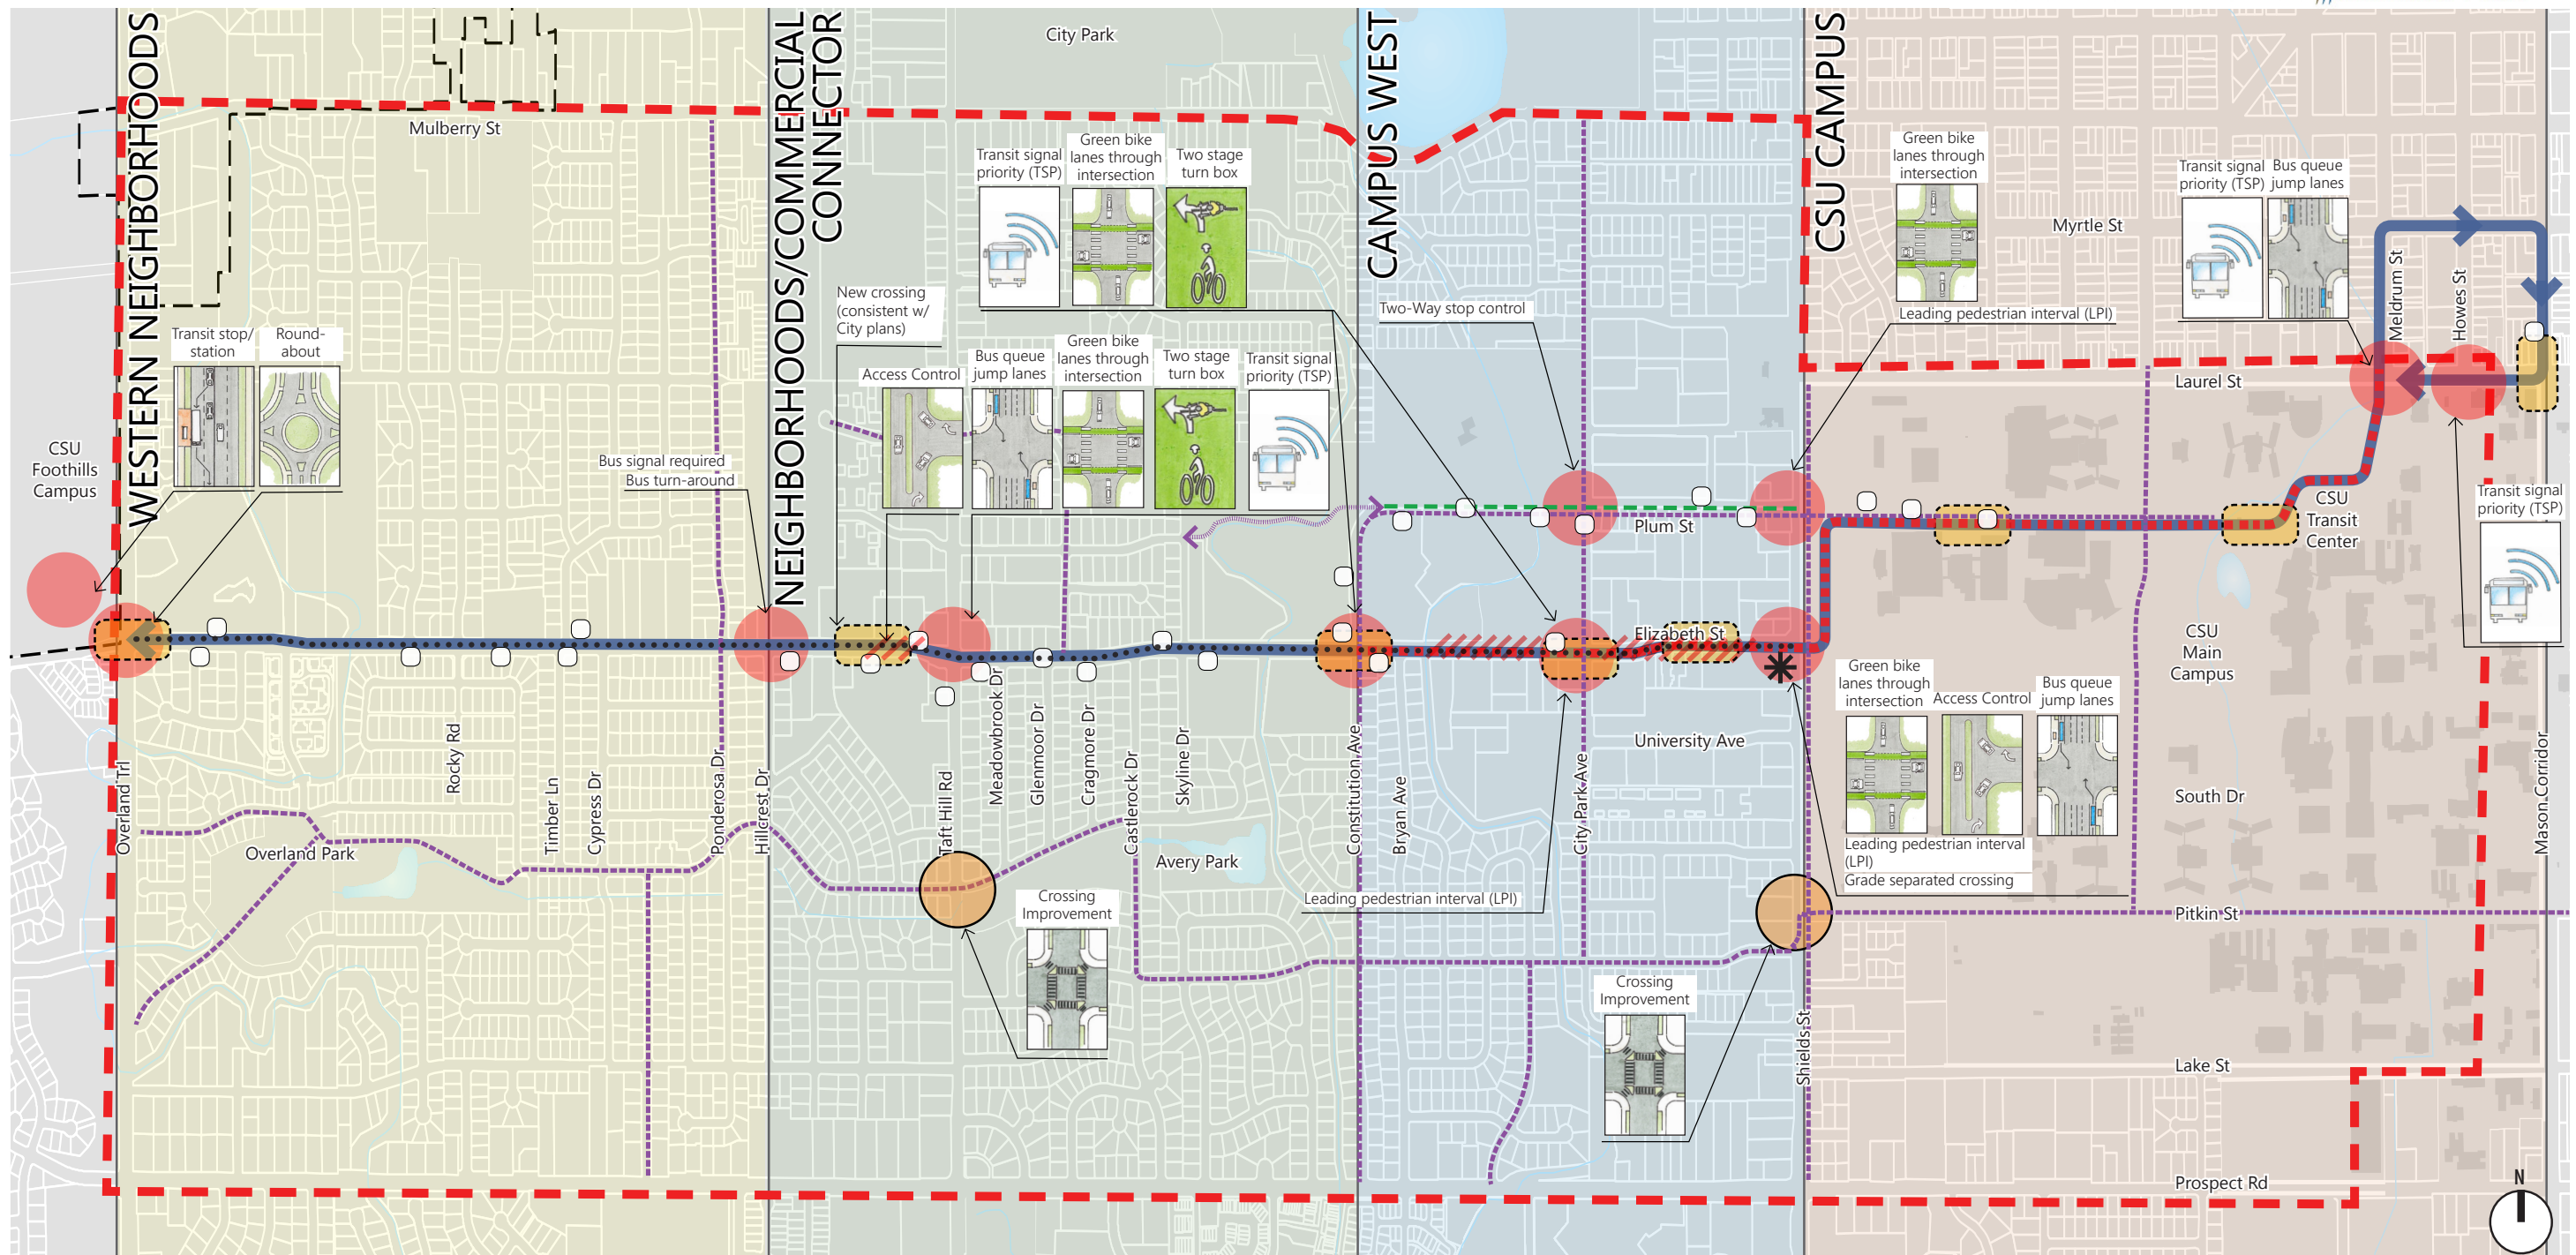 WESTERN NEIGHBORHOODS
NEIGHBORHOODS/COMMERCIAL
CONNECTOR
CAMPUS WEST
CSU CAMPUS
City Park
Mulberry St
Transit signal
priority (TSP)
Green bike
lanes through
intersection
Two stage
turn box
Green bike
lanes through
intersection
Leading pedestrian interval (LPI)
Transit signal
priority (TSP)
Bus queue
jump lanes
Myrtle St
Meldrum St
Howes St
New crossing
(consistent w/
City plans)
Two-Way stop control
Transit stop/
station
Round-
about
Access Control
Bus queue
jump lanes
Green bike
lanes through
intersection
Two stage
turn box
Transit signal
priority (TSP)
Laurel St
CSU
Foothills
Campus
Bus signal required
Bus turn-around
Plum St
CSU
Transit
Center
Transit signal
priority (TSP)
Elizabeth St
CSU
Main
Campus
Green bike
lanes through
intersection
Access Control
Bus queue
jump lanes
Leading pedestrian interval
(LPI)
Grade separated crossing
University Ave
South Dr
Overland Trl
Rocky Rd
Timber Ln
Cypress Dr
Ponderosa Dr
Hillcrest Dr
Taft Hill Rd
Meadowbrook Dr
Glenmoor Dr
Cragmore Dr
Castlerock Dr
Skyline Dr
Constitution Ave
Bryan Ave
City Park Ave
Shields St
Mason Corridor
Overland Park
Avery Park
Leading pedestrian interval (LPI)
Crossing
Improvement
Crossing
Improvement
Pitkin St
Lake St
Prospect Rd
N